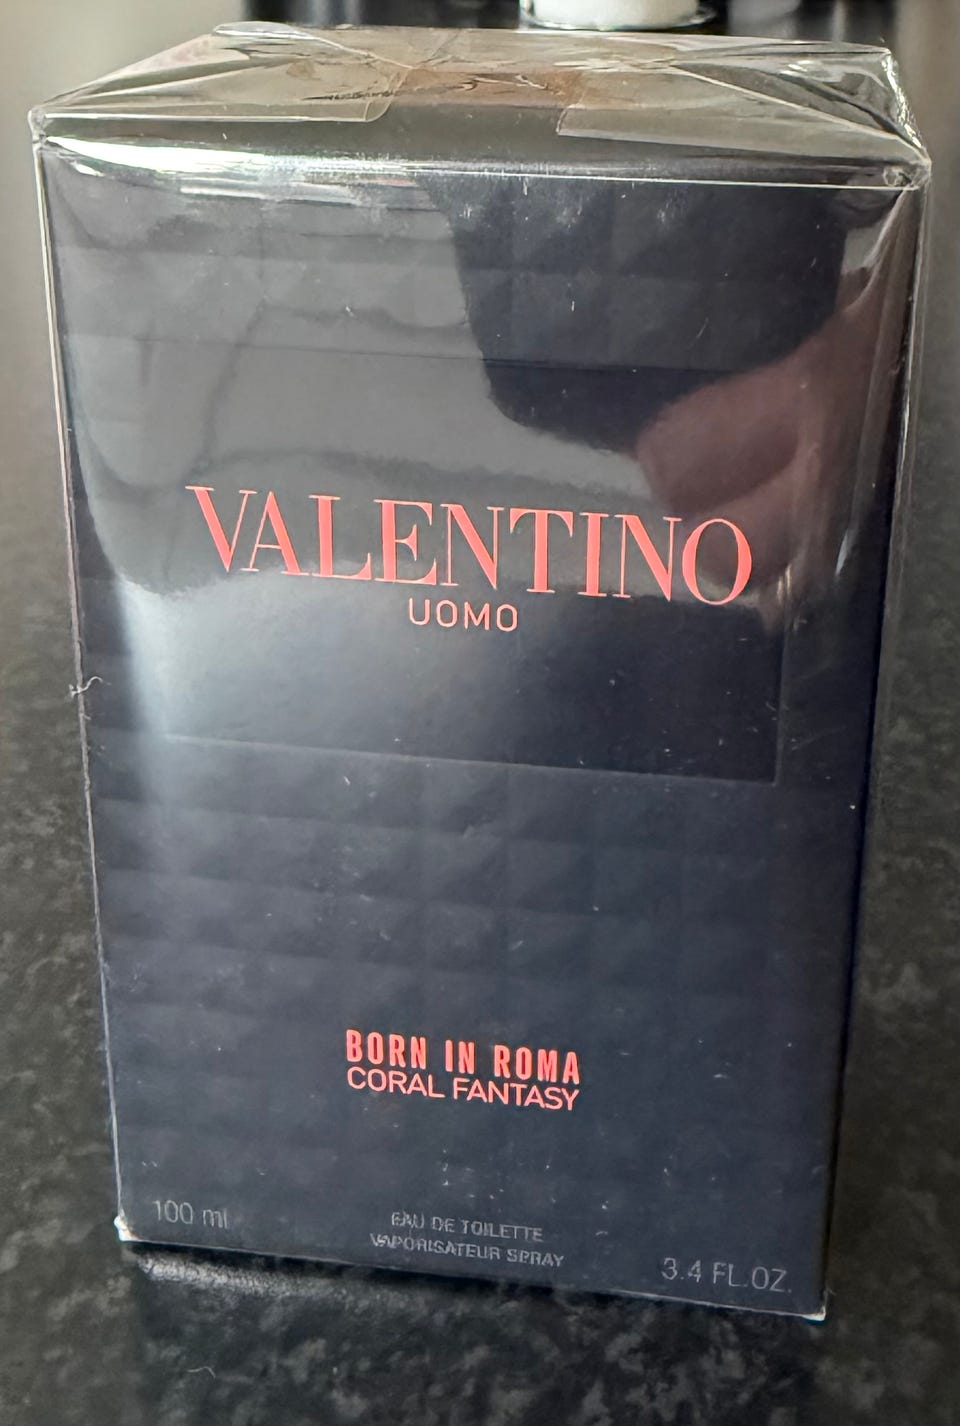 VALENTINO
UOMO
BORN IN ROMA
CORAL FANTASY
100 ml
EAU DE TOILETTE
VAPORISATEUR SPRAY
3.4 FL.OZ.